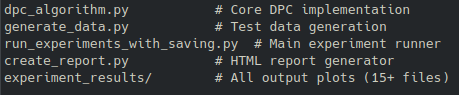 dpc_algorithm.py # Core DPC implementation
generate_data.py # Test data generation
run_experiments_with_saving.py # Main experiment runner
create_report.py # HTML report generator
experiment_results/ # All output plots (15+ files)